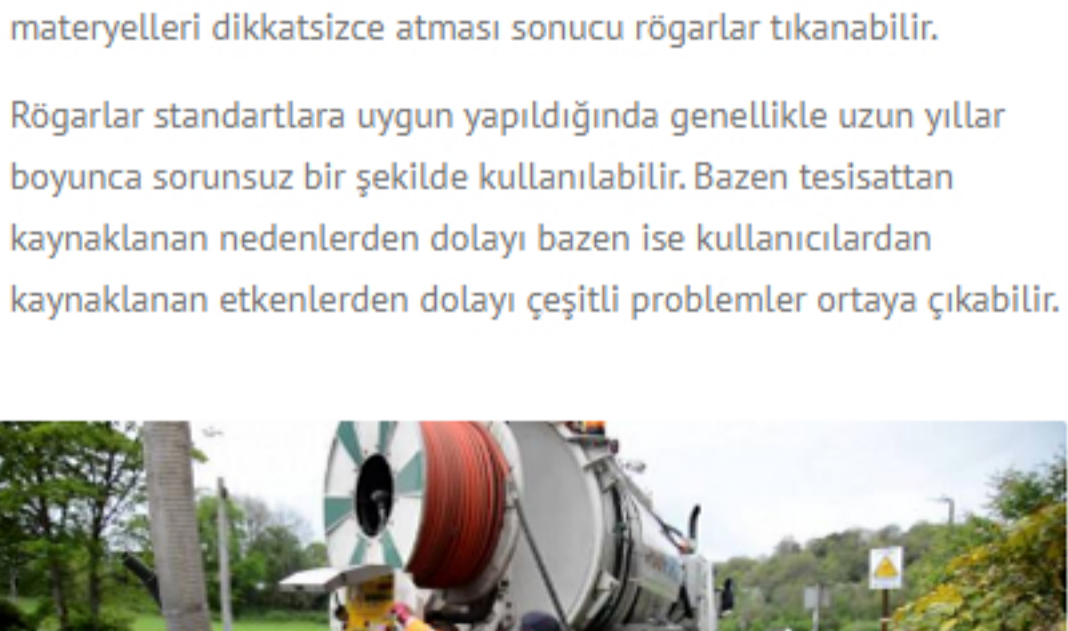 materyelleri dikkatsizce atması sonucu rögarlar tıkanabilir.
Rögarlar standartlara uygun yapıldığında genellikle uzun yıllar
boyunca sorunsuz bir şekilde kullanılabilir. Bazen tesisattan
kaynaklanan nedenlerden dolayı bazen ise kullanıcılardan
kaynaklanan etkenlerden dolayı çeşitli problemler ortaya çıkabilir.